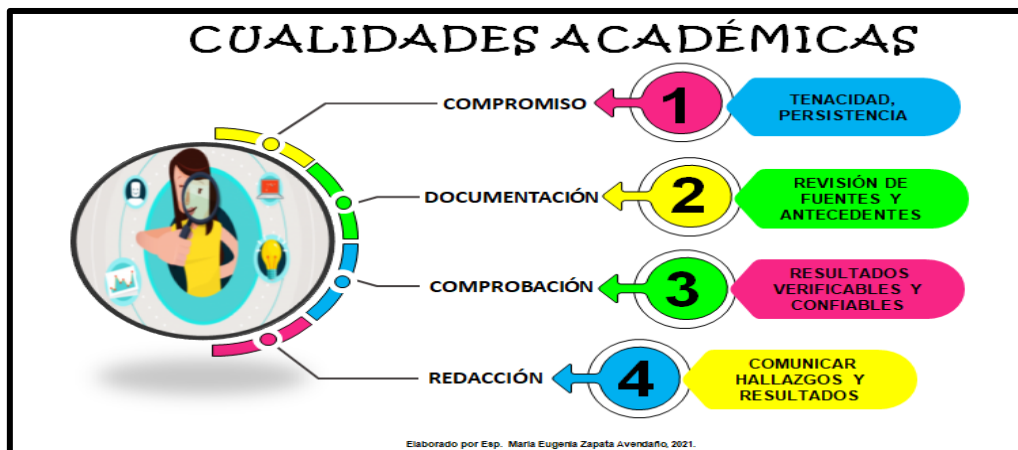 CUALIDADES ACADÉMICAS
COMPROMISO
1
TENACIDAD,
PERSISTENCIA
DOCUMENTACIÓN
2
REVISIÓN DE
FUENTES Y
ANTECEDENTES
COMPROBACIÓN
3
RESULTADOS
VERIFICABLES Y
CONFIABLES
REDACCIÓN
4
COMUNICAR
HALLAZGOS Y
RESULTADOS
Elaborado por Esp. Maria Eugenia Zapata Avendaño, 2021.